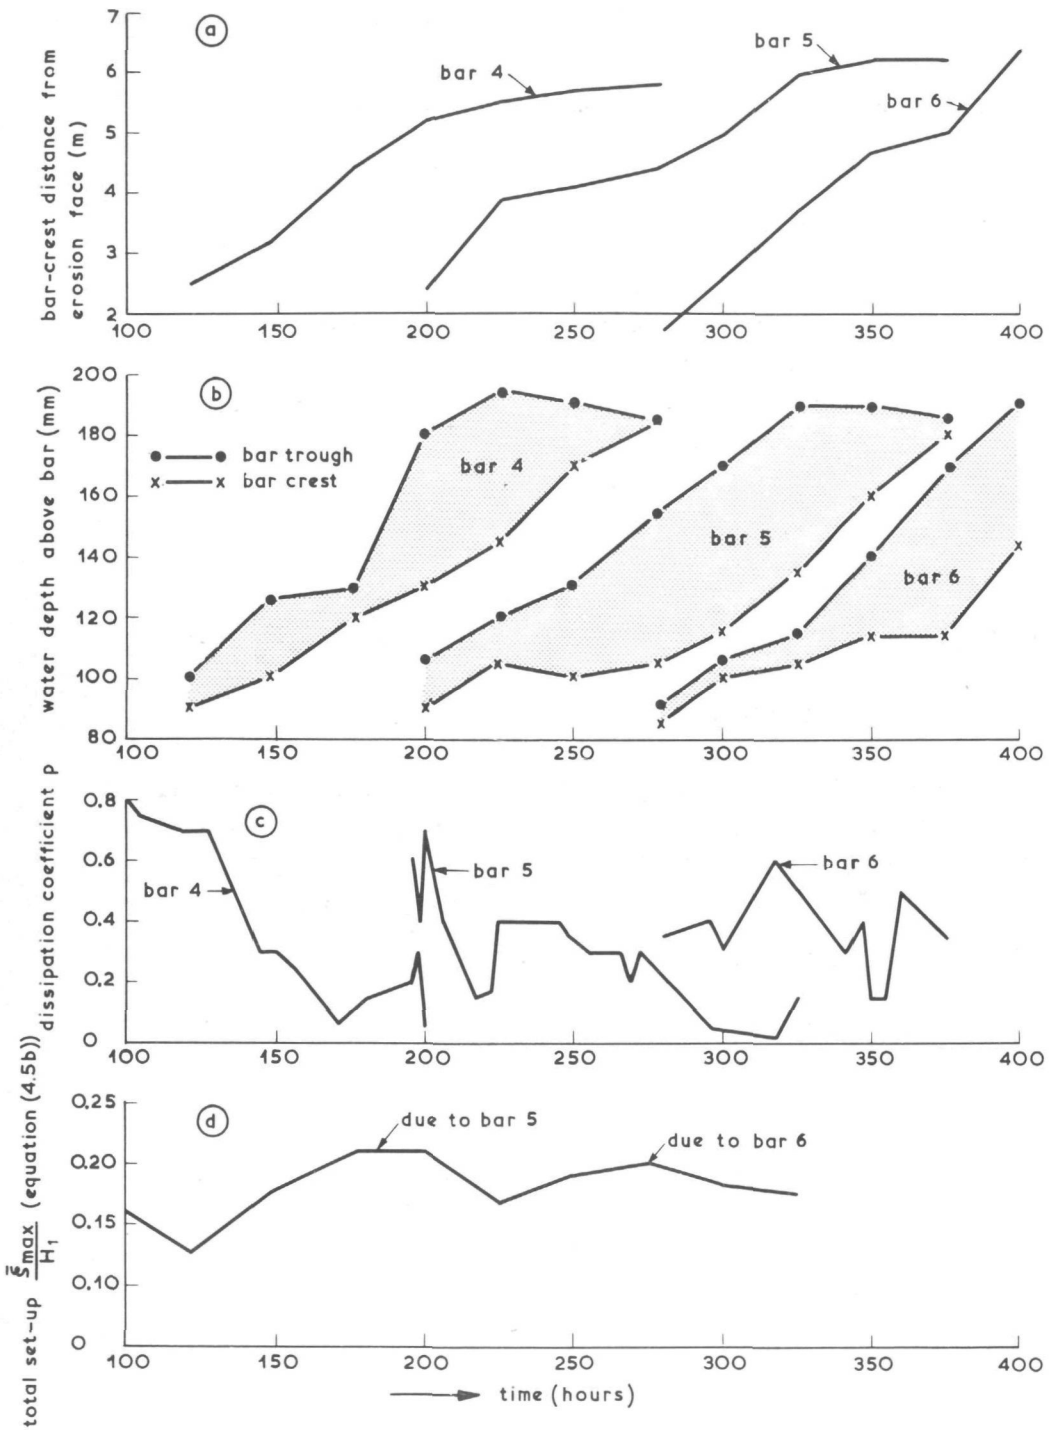 bar-crest distance from
erosion face (m)
7
6
5
4
3
2
a
bar 4
bar 5
bar 6
100 150 200 250 300 350 400
water depth above bar (mm)
200
180
160
140
120
100
80
b
bar trough
bar crest
bar 4
bar 5
bar 6
100 150 200 250 300 350 400
dissipation coefficient p
0.8
0.6
0.4
0.2
0
c
bar 4
bar 5
bar 6
100 150 200 250 300 350 400
total set-up ξ̄max/H₁ (equation (4.5b))
0.25
0.20
0.15
0.10
0
d
due to bar 5
due to bar 6
100 150 200 250 300 350 400
time (hours)